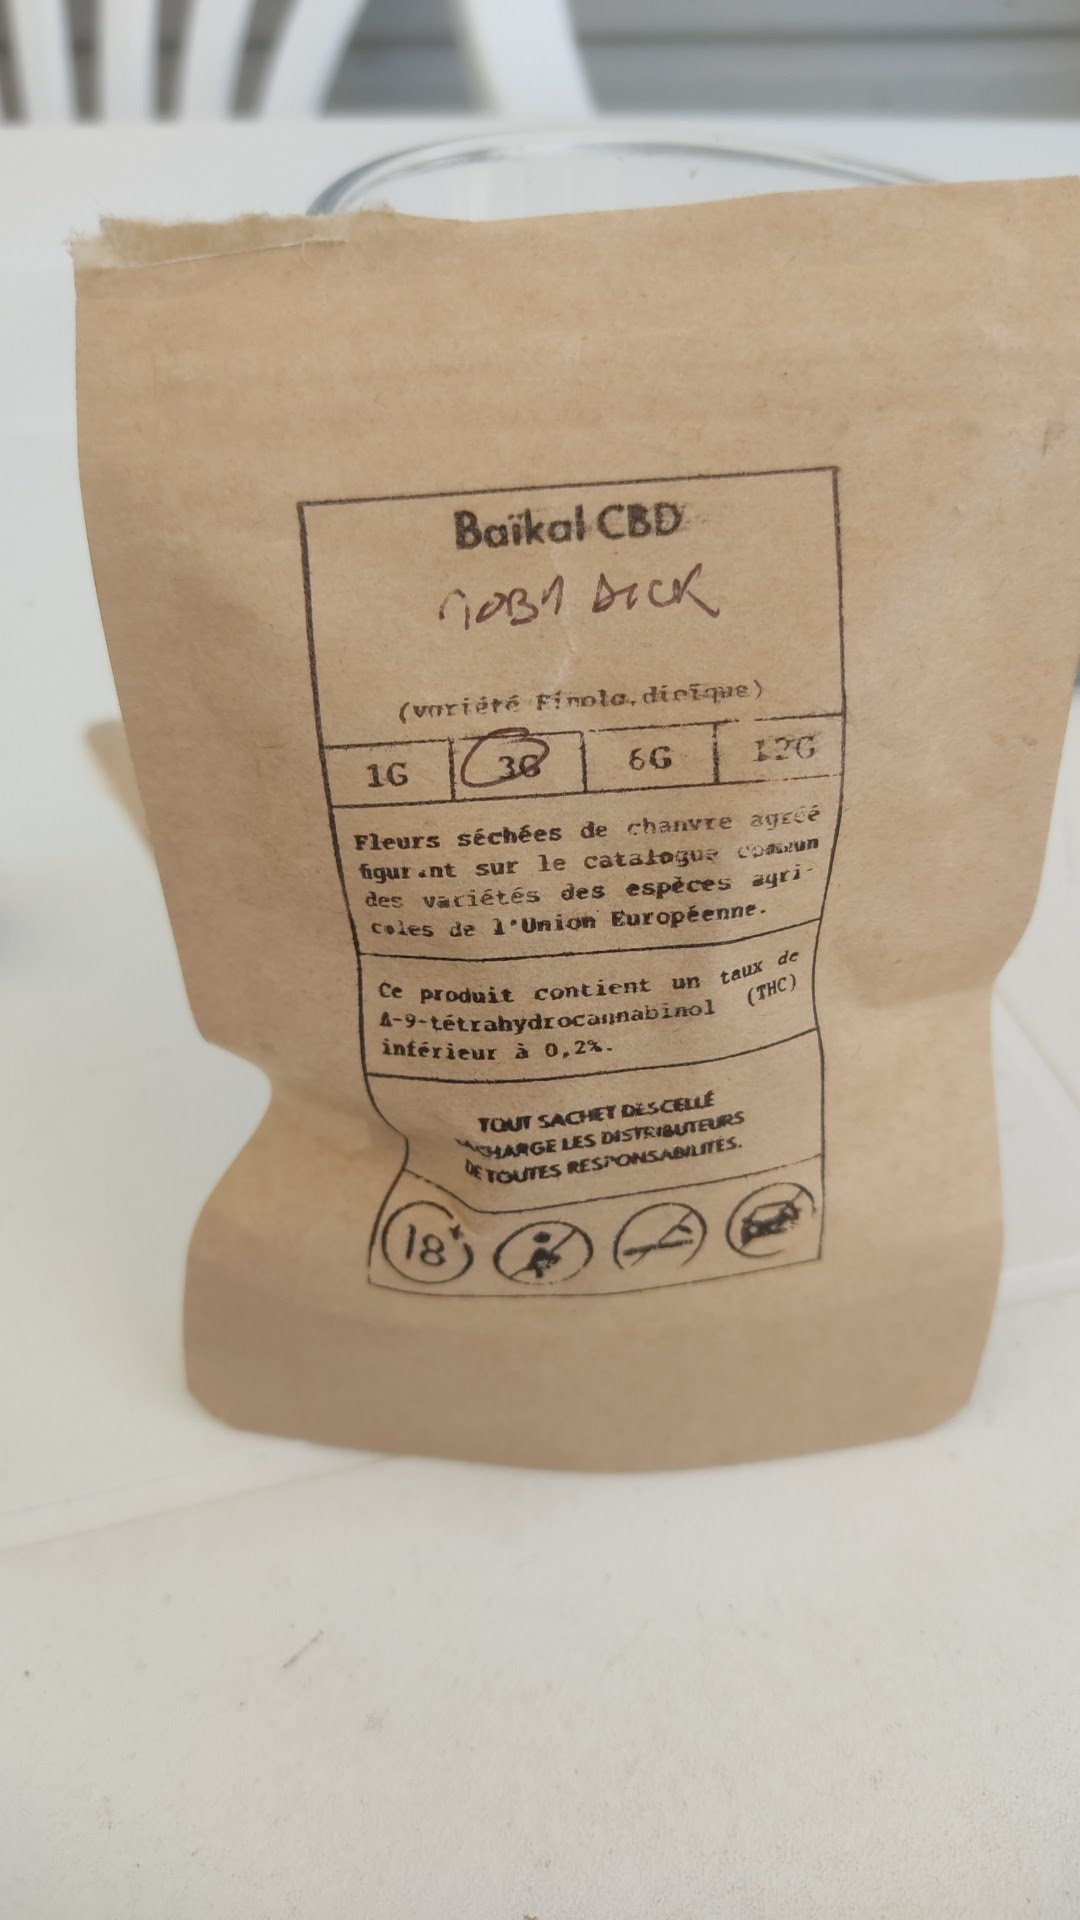 Baïkal CBD
MOBY DICK
(variété Finola, dioïque)
1G 3G 6G 12G
Fleurs séchées de chanvre agréé
figurant sur le catalogue commun
des variétés des espèces agri-
coles de l'Union Européenne.
Ce produit contient un taux de
Δ-9-tétrahydrocannabinol (THC)
inférieur à 0,2%.
TOUT SACHET DESCELLÉ
DÉCHARGE LES DISTRIBUTEURS
DE TOUTES RESPONSABILITÉS.
18+